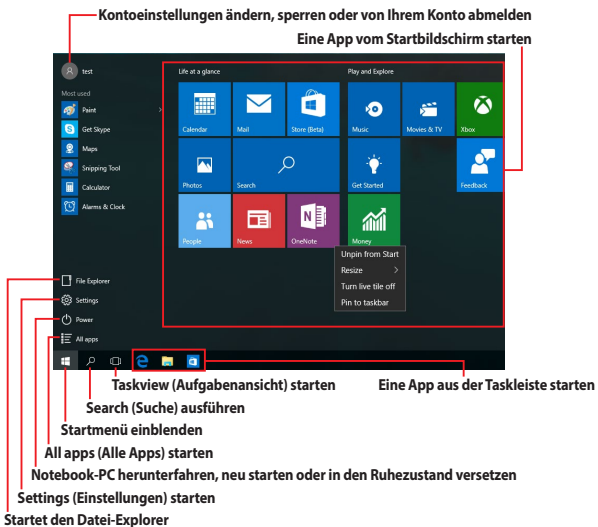 Kontoeinstellungen ändern, sperren oder von Ihrem Konto abmelden
Eine App vom Startbildschirm starten
test
Life at a glance
Play and Explore
Most used
Paint
Get Skype
Maps
Snipping Tool
Calculator
Alarms & Clock
Calendar
Mail
Store (Beta)
Music
Movies & TV
Xbox
Photos
Search
Get Started
Feedback
People
News
OneNote
Money
Unpin from Start
Resize
Turn live tile off
Pin to taskbar
File Explorer
Settings
Power
All apps
Taskview (Aufgabenansicht) starten
Eine App aus der Taskleiste starten
Search (Suche) ausführen
Startmenü einblenden
All apps (Alle Apps) starten
Notebook-PC herunterfahren, neu starten oder in den Ruhezustand versetzen
Settings (Einstellungen) starten
Startet den Datei-Explorer